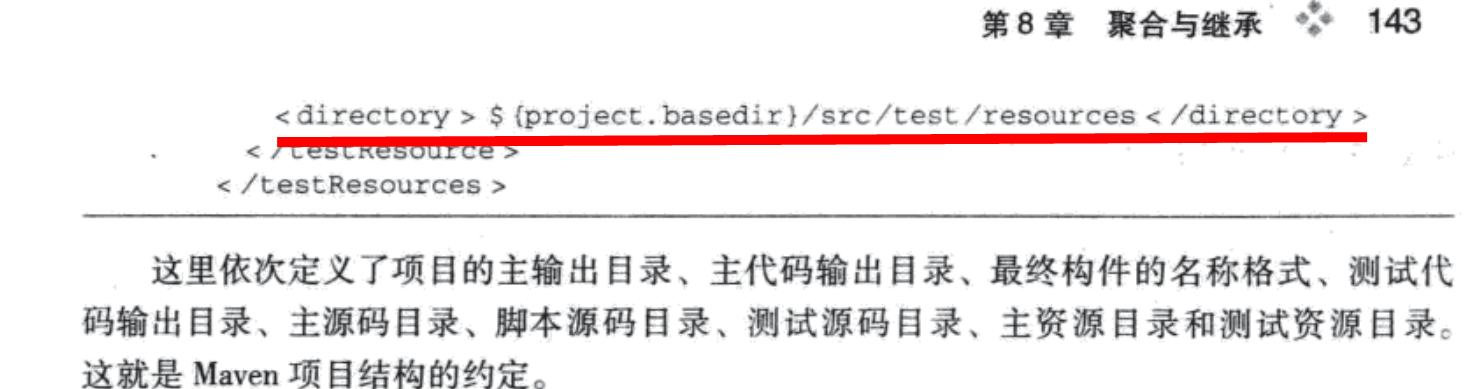 第 8 章 聚合与继承 143
<directory>${project.basedir}/src/test/resources</directory>
</testResource>
</testResources>
这里依次定义了项目的主输出目录、主代码输出目录、最终构件的名称格式、测试代
码输出目录、主源码目录、脚本源码目录、测试源码目录、主资源目录和测试资源目录。
这就是 Maven 项目结构的约定。